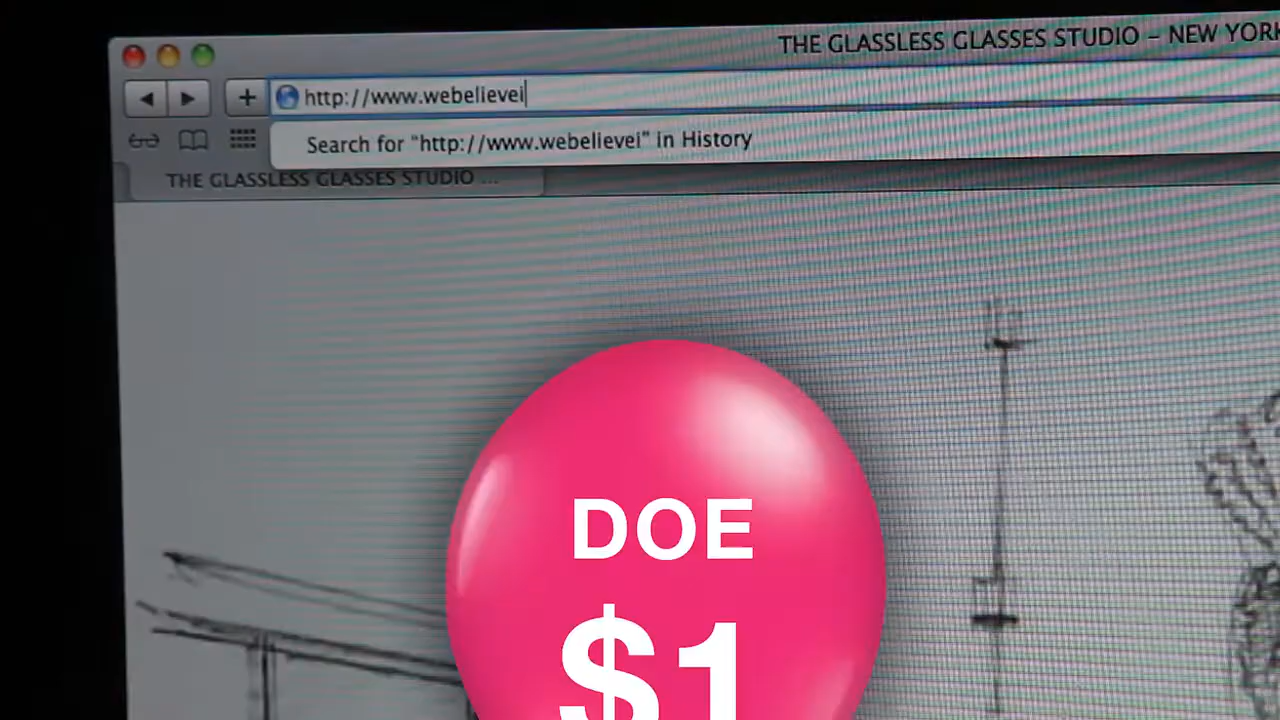 THE GLASSLESS GLASSES STUDIO – NEW YORK
http://www.webelievei
Search for "http://www.webelievei" in History
THE GLASSLESS GLASSES STUDIO ...
DOE
$1